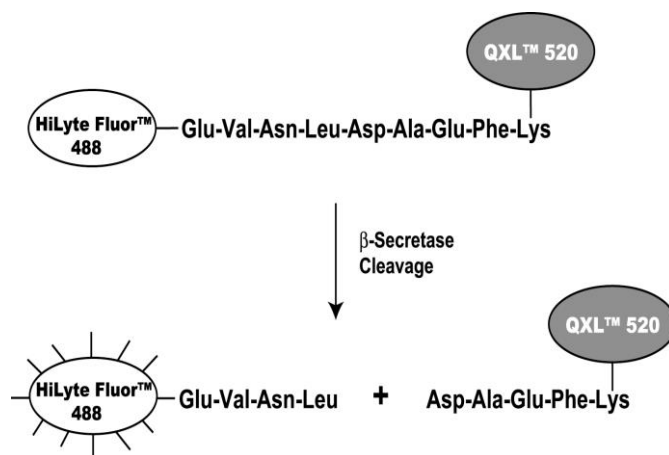 QXL™ 520
HiLyte Fluor™
488
Glu-Val-Asn-Leu-Asp-Ala-Glu-Phe-Lys
β-Secretase
Cleavage
QXL™ 520
HiLyte Fluor™
488
Glu-Val-Asn-Leu + Asp-Ala-Glu-Phe-Lys